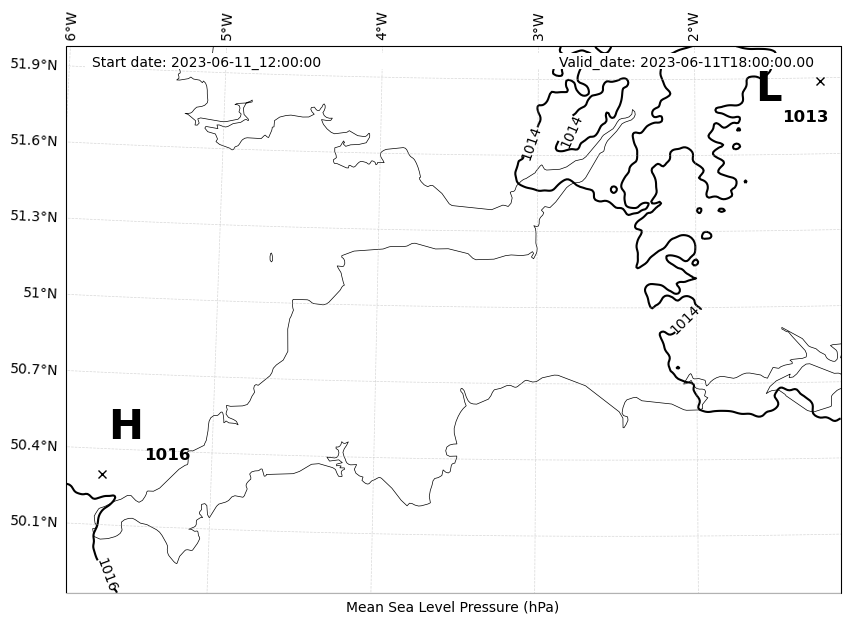 6°W 5°W 4°W 3°W 2°W
Start date: 2023-06-11_12:00:00 Valid_date: 2023-06-11T18:00:00.00
51.9°N
L
1013
1014 1014
51.6°N
51.3°N
51°N
1014
50.7°N
H
1016
50.4°N
50.1°N
1016
Mean Sea Level Pressure (hPa)